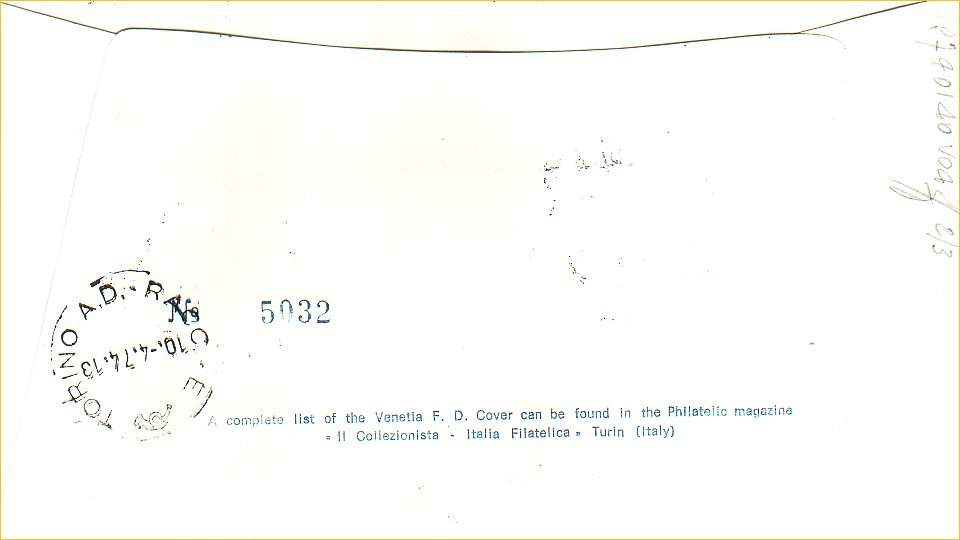 TORINO A.D. - RACC. E.
10.-4.74.13
№ 5032
A complete list of the Venetia F. D. Cover can be found in the Philatelic magazine
« Il Collezionista - Italia Filatelica » Turin (Italy)